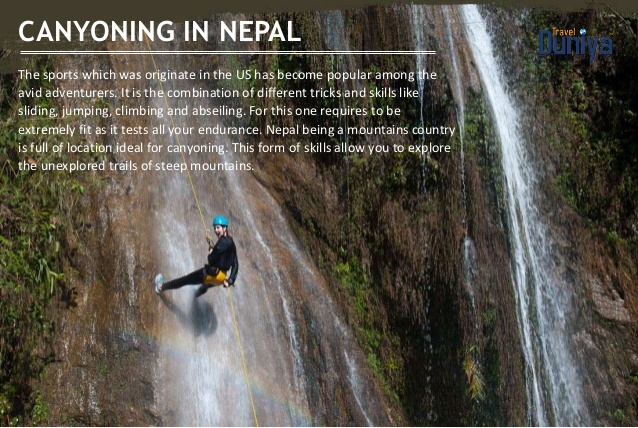 CANYONING IN NEPAL
Travel
Duniya
The sports which was originate in the US has become popular among the
avid adventurers. It is the combination of different tricks and skills like
sliding, jumping, climbing and abseiling. For this one requires to be
extremely fit as it tests all your endurance. Nepal being a mountains country
is full of location ideal for canyoning. This form of skills allow you to explore
the unexplored trails of steep mountains.